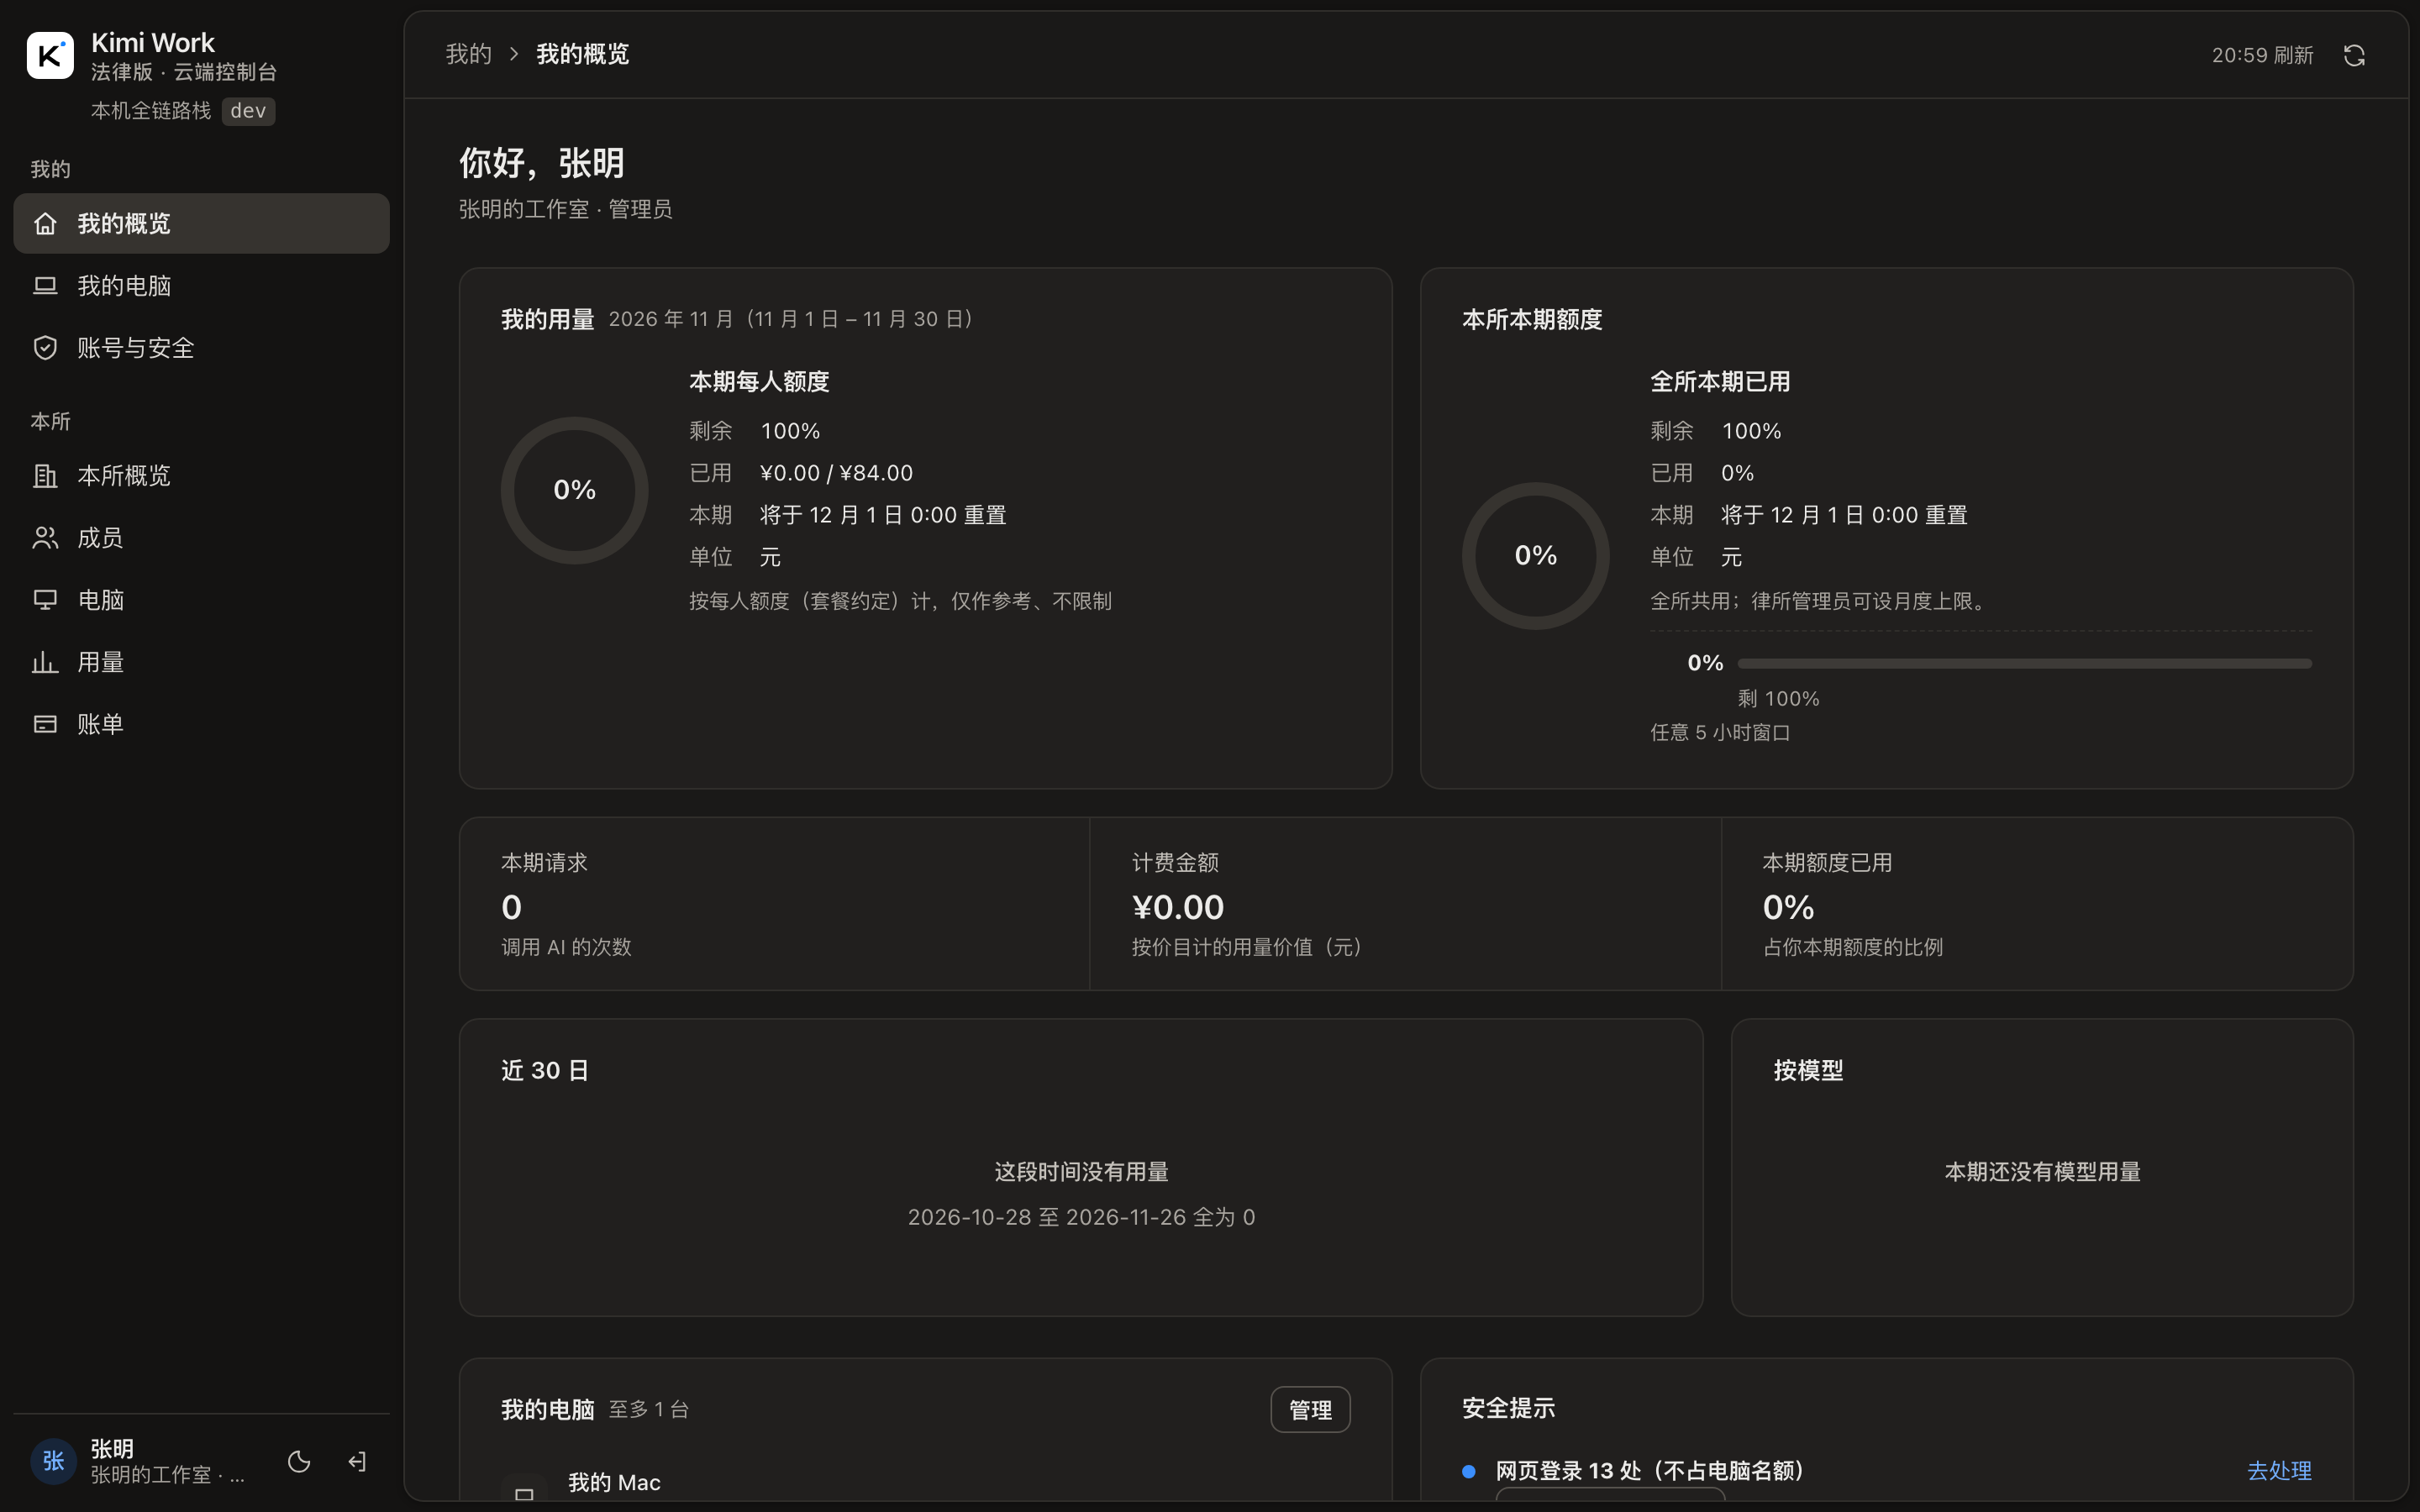 Kimi Work
法律版 · 云端控制台
本机全链路栈 dev
我的
我的概览
我的电脑
账号与安全
本所
本所概览
成员
电脑
用量
账单
张
张明
张明的工作室 · ...
我的 > 我的概览
20:59 刷新
你好，张明
张明的工作室 · 管理员
我的用量 2026 年 11 月（11 月 1 日 – 11 月 30 日）
0%
本期每人额度
剩余 100%
已用 ¥0.00 / ¥84.00
本期 将于 12 月 1 日 0:00 重置
单位 元
按每人额度（套餐约定）计，仅作参考、不限制
本所本期额度
0%
全所本期已用
剩余 100%
已用 0%
本期 将于 12 月 1 日 0:00 重置
单位 元
全所共用；律所管理员可设月度上限。
0%
剩 100%
任意 5 小时窗口
本期请求
0
调用 AI 的次数
计费金额
¥0.00
按价目计的用量价值（元）
本期额度已用
0%
占你本期额度的比例
近 30 日
这段时间没有用量
2026-10-28 至 2026-11-26 全为 0
按模型
本期还没有模型用量
我的电脑 至多 1 台
管理
我的 Mac
安全提示
网页登录 13 处（不占电脑名额）
去处理